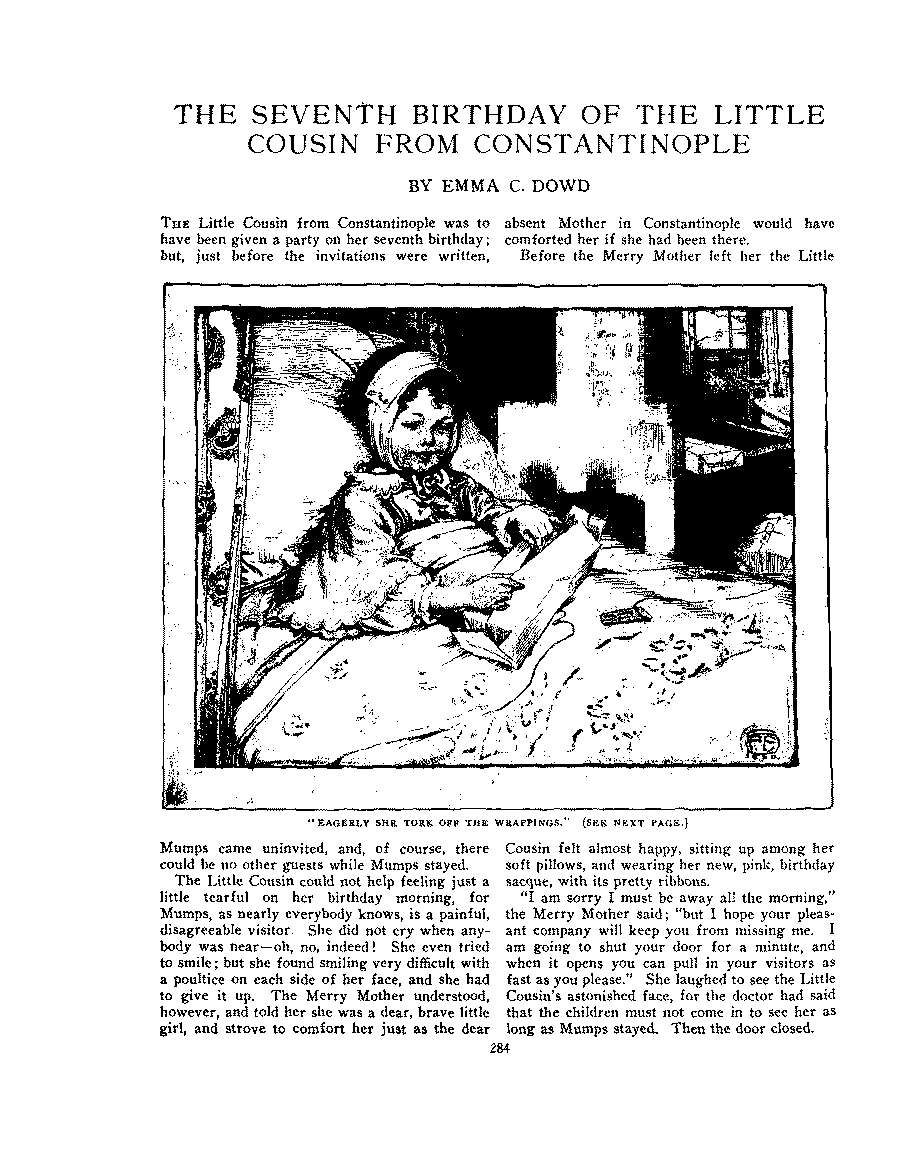 THE SEVENTH BIRTHDAY OF THE LITTLE
COUSIN FROM CONSTANTINOPLE
BY EMMA C. DOWD
THE Little Cousin from Constantinople was to
have been given a party on her seventh birthday;
but, just before the invitations were written,
absent Mother in Constantinople would have
comforted her if she had been there.
Before the Merry Mother left her the Little
"EAGERLY SHE TORE OFF THE WRAPPINGS." (SEE NEXT PAGE.)
Mumps came uninvited, and, of course, there
could be no other guests while Mumps stayed.
The Little Cousin could not help feeling just a
little tearful on her birthday morning, for
Mumps, as nearly everybody knows, is a painful,
disagreeable visitor. She did not cry when any-
body was near—oh, no, indeed! She even tried
to smile; but she found smiling very difficult with
a poultice on each side of her face, and she had
to give it up. The Merry Mother understood,
however, and told her she was a dear, brave little
girl, and strove to comfort her just as the dear
Cousin felt almost happy, sitting up among her
soft pillows, and wearing her new, pink, birthday
sacque, with its pretty ribbons.
"I am sorry I must be away all the morning,"
the Merry Mother said; "but I hope your pleas-
ant company will keep you from missing me. I
am going to shut your door for a minute, and
when it opens you can pull in your visitors as
fast as you please." She laughed to see the Little
Cousin's astonished face, for the doctor had said
that the children must not come in to see her as
long as Mumps stayed. Then the door closed.
284